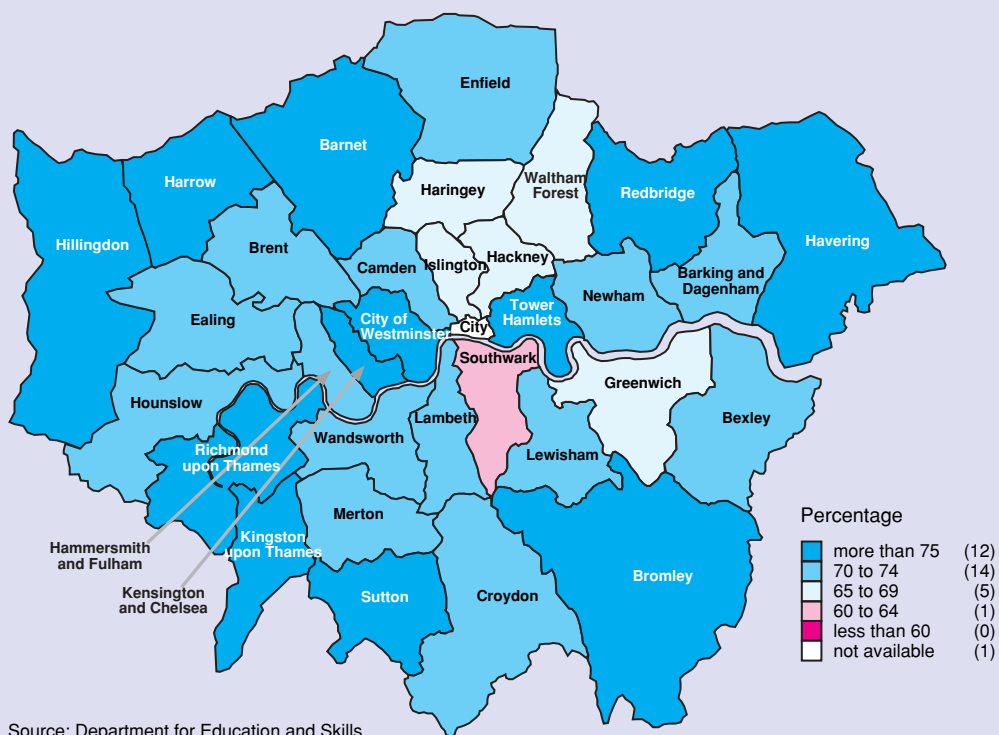 Enfield
Barnet
Harrow
Haringey
Waltham
Forest
Redbridge
Hillingdon
Brent
Camden
Islington
Hackney
Havering
Barking and
Dagenham
Newham
Tower
Hamlets
City of
Westminster
City
Ealing
Southwark
Greenwich
Hounslow
Bexley
Lambeth
Wandsworth
Lewisham
Richmond
upon Thames
Merton
Kingston
upon Thames
Hammersmith
and Fulham
Kensington
and Chelsea
Sutton
Croydon
Bromley
Percentage
more than 75 (12)
70 to 74 (14)
65 to 69 (5)
60 to 64 (1)
less than 60 (0)
not available (1)
Source: Department for Education and Skills